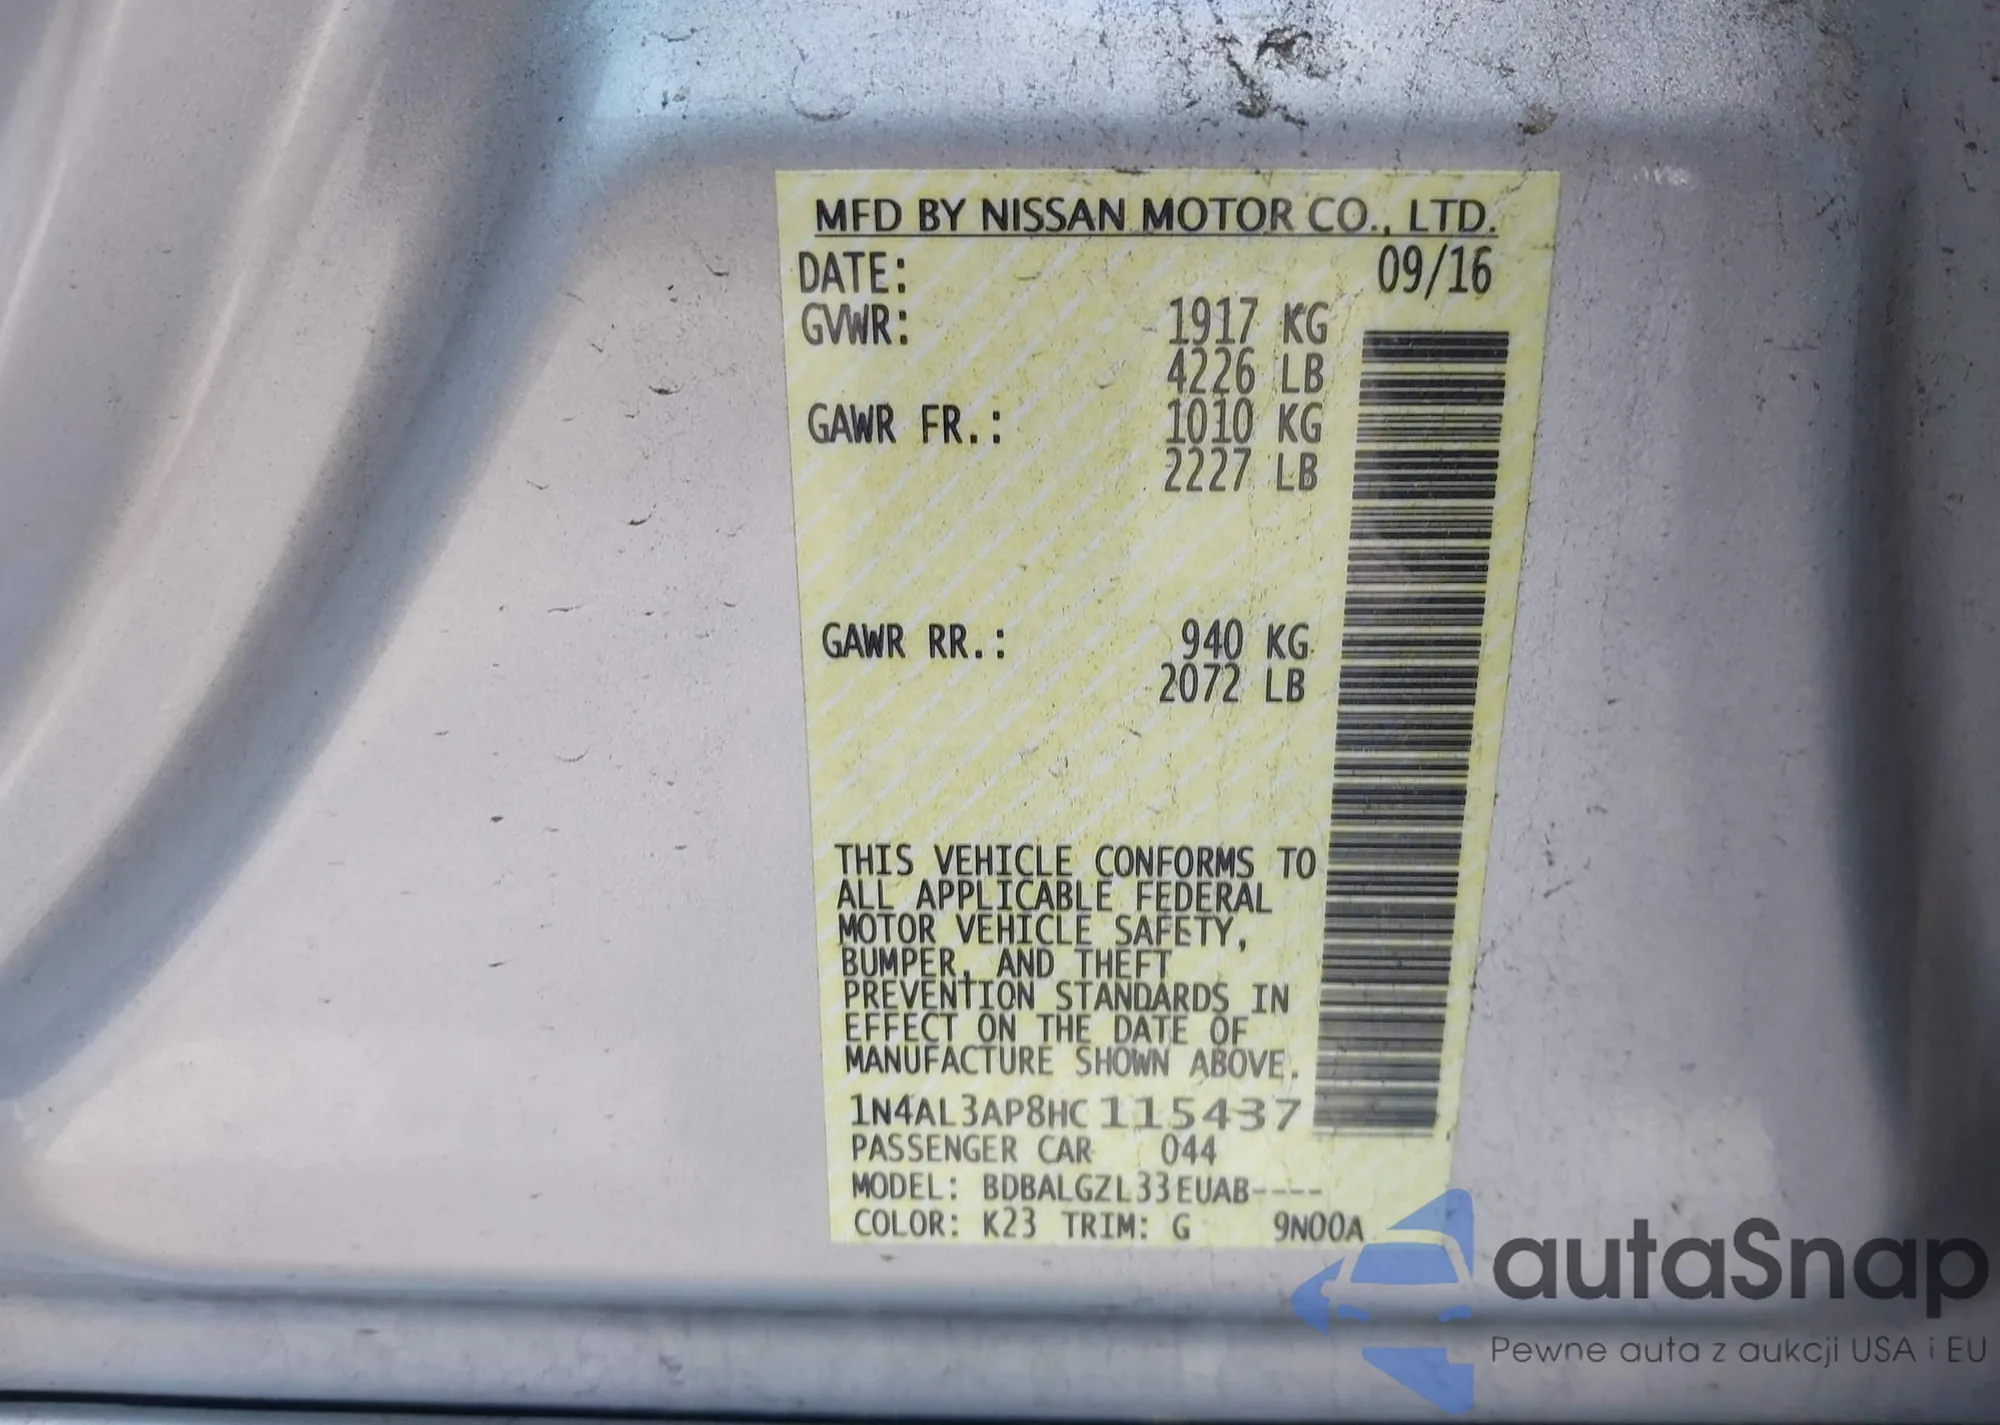 MFD BY NISSAN MOTOR CO., LTD.
DATE: 09/16
GVWR: 1917 KG
4226 LB
GAWR FR.: 1010 KG
2227 LB
GAWR RR.: 940 KG
2072 LB
THIS VEHICLE CONFORMS TO
ALL APPLICABLE FEDERAL
MOTOR VEHICLE SAFETY,
BUMPER, AND THEFT
PREVENTION STANDARDS IN
EFFECT ON THE DATE OF
MANUFACTURE SHOWN ABOVE.
1N4AL3AP8HC115437
PASSENGER CAR 044
MODEL: BDBALGZL33EUAB----
COLOR: K23 TRIM: G 9N00A
autaSnap
Pewne auta z aukcji USA i EU